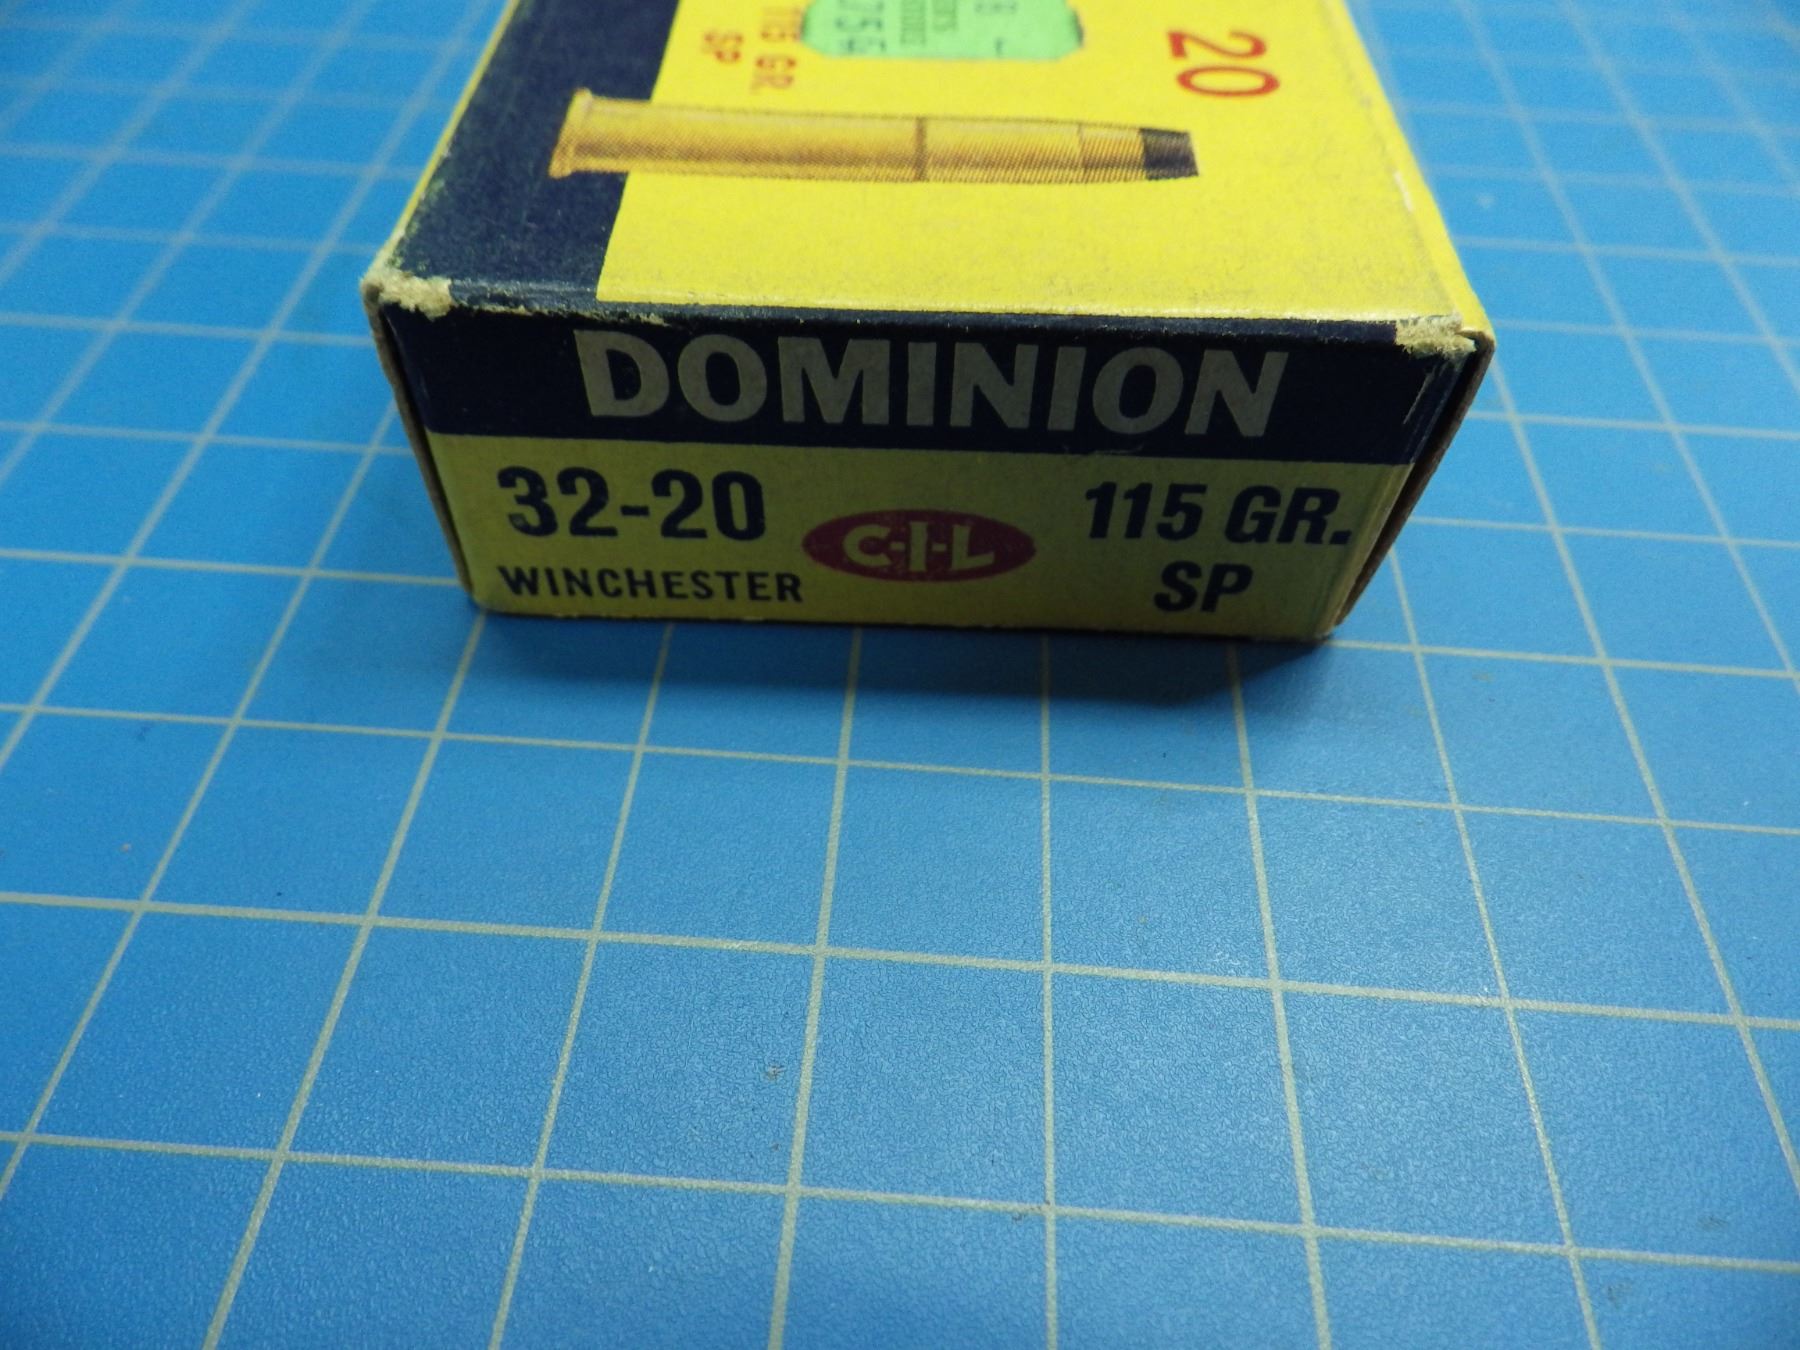 20
115 GR.
SP
DOMINION
32-20
WINCHESTER
C-I-L
115 GR.
SP